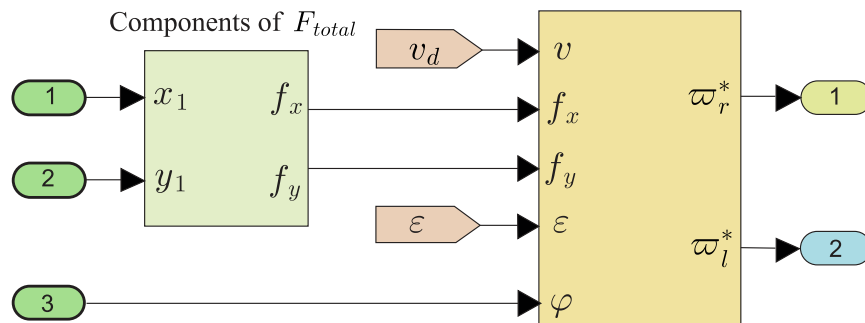 Components of F_total
v_d
v
1
x_1
f_x
f_x
ϖ_r^*
1
2
y_1
f_y
f_y
ε
ε
ϖ_l^*
2
3
φ